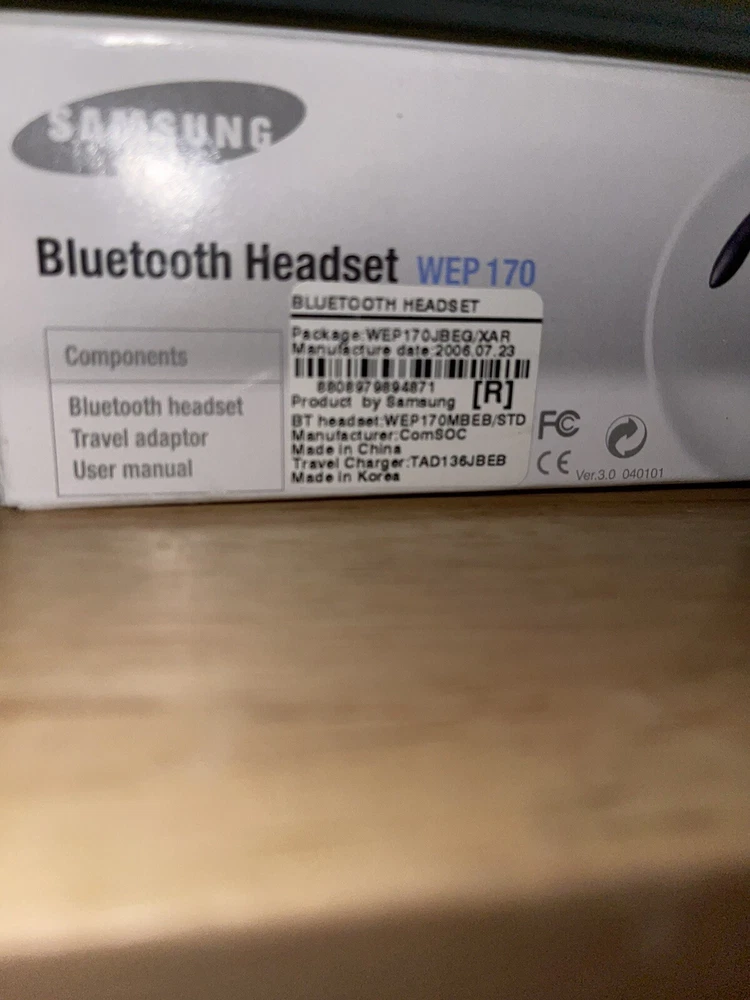 SAMSUNG
Bluetooth Headset WEP 170
Components
Bluetooth headset
Travel adaptor
User manual
BLUETOOTH HEADSET
Package:WEP170JBEG/XAR
Manufacture date:2006.07.23
8808979894871
[R]
Product by Samsung
BT headset:WEP170MBEB/STD
Manufacturer:ComSOC
Made in China
Travel Charger:TAD136JBEB
Made in Korea
FC
CE
Ver.3.0 040101